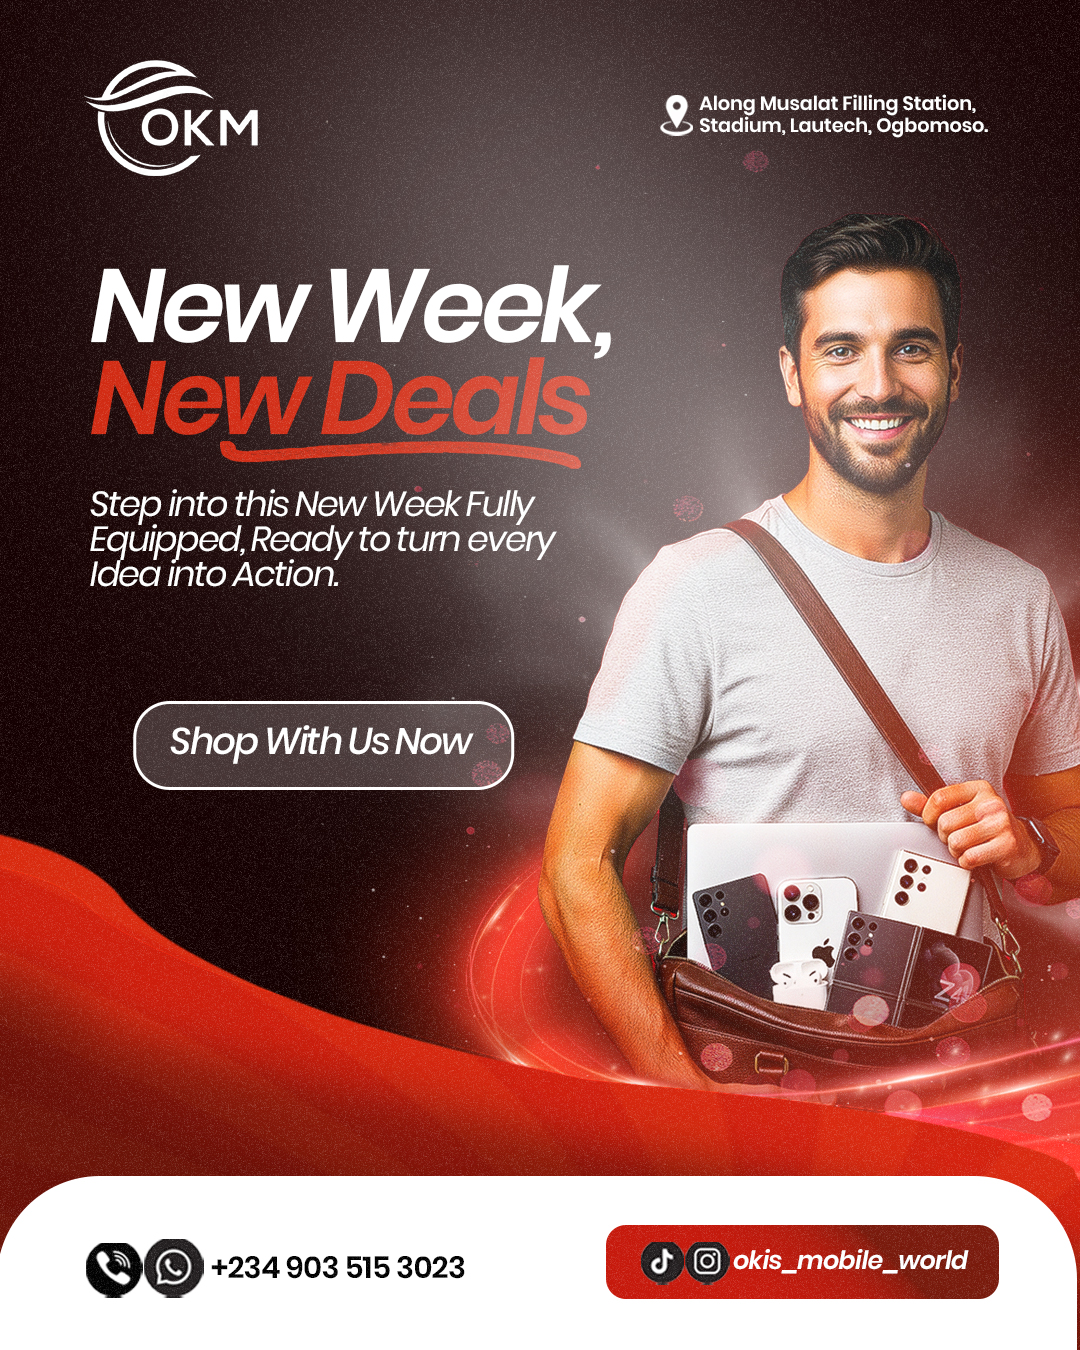 OKM
Along Musalat Filling Station,
Stadium, Lautech, Ogbomoso.
New Week,
New Deals
Step into this New Week Fully
Equipped, Ready to turn every
Idea into Action.
Shop With Us Now
+234 903 515 3023
okis_mobile_world